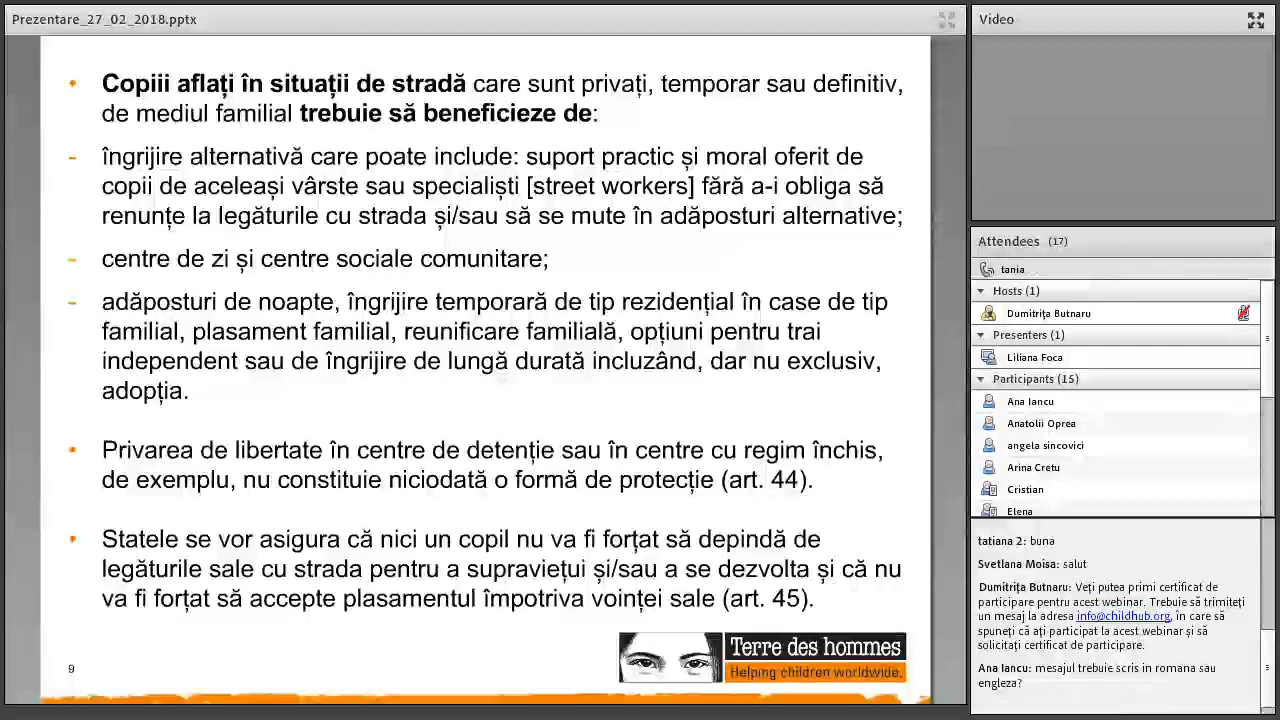 Prezentare_27_02_2018.pptx
Copiii aflați în situații de stradă care sunt privați, temporar sau definitiv,
de mediul familial trebuie să beneficieze de:
- îngrijire alternativă care poate include: suport practic și moral oferit de
copii de aceleași vârste sau specialiști [street workers] fără a-i obliga să
renunțe la legăturile cu strada și/sau să se mute în adăposturi alternative;
- centre de zi și centre sociale comunitare;
- adăposturi de noapte, îngrijire temporară de tip rezidențial în case de tip
familial, plasament familial, reunificare familială, opțiuni pentru trai
independent sau de îngrijire de lungă durată incluzând, dar nu exclusiv,
adopția.
Privarea de libertate în centre de detenție sau în centre cu regim închis,
de exemplu, nu constituie niciodată o formă de protecție (art. 44).
Statele se vor asigura că nici un copil nu va fi forțat să depindă de
legăturile sale cu strada pentru a supraviețui și/sau a se dezvolta și că nu
va fi forțat să accepte plasamentul împotriva voinței sale (art. 45).
9
Terre des hommes
Helping children worldwide.
Video
Attendees (17)
tania
Hosts (1)
Dumitrița Butnaru
Presenters (1)
Liliana Foca
Participants (15)
Ana Iancu
Anatolii Oprea
angela sincovici
Arina Cretu
Cristian
Elena
tatiana 2: buna
Svetlana Moisa: salut
Dumitrița Butnaru: Veți putea primi certificat de
participare pentru acest webinar. Trebuie să trimiteți
un mesaj la adresa info@childhub.org, în care să
spuneți că ați participat la acest webinar și să
solicitați certificat de participare.
Ana Iancu: mesajul trebuie scris in romana sau
engleza?